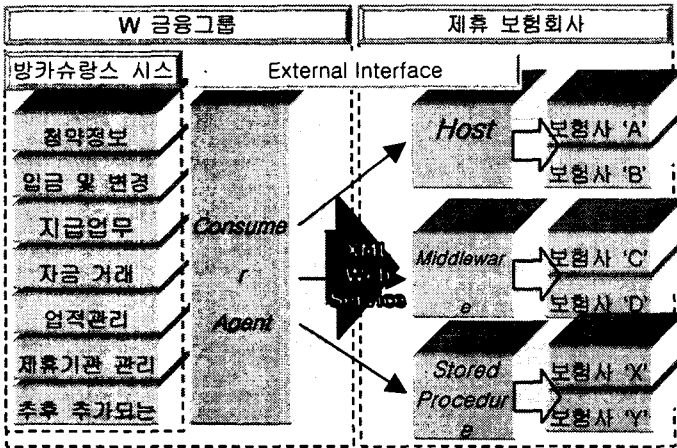 W 금융그룹
제휴 보험회사
방카슈랑스 시스
External Interface
청약정보
입금 및 변경
지급업무
자금 거래
업적관리
제휴기관 관리
추후 추가되는
Consume
r
Agent
XML
Web
Service
Host
보험사 'A'
보험사 'B'
Middlewar
e
보험사 'C'
보험사 'D'
Stored
Procedur
e
보험사 'X'
보험사 'Y'